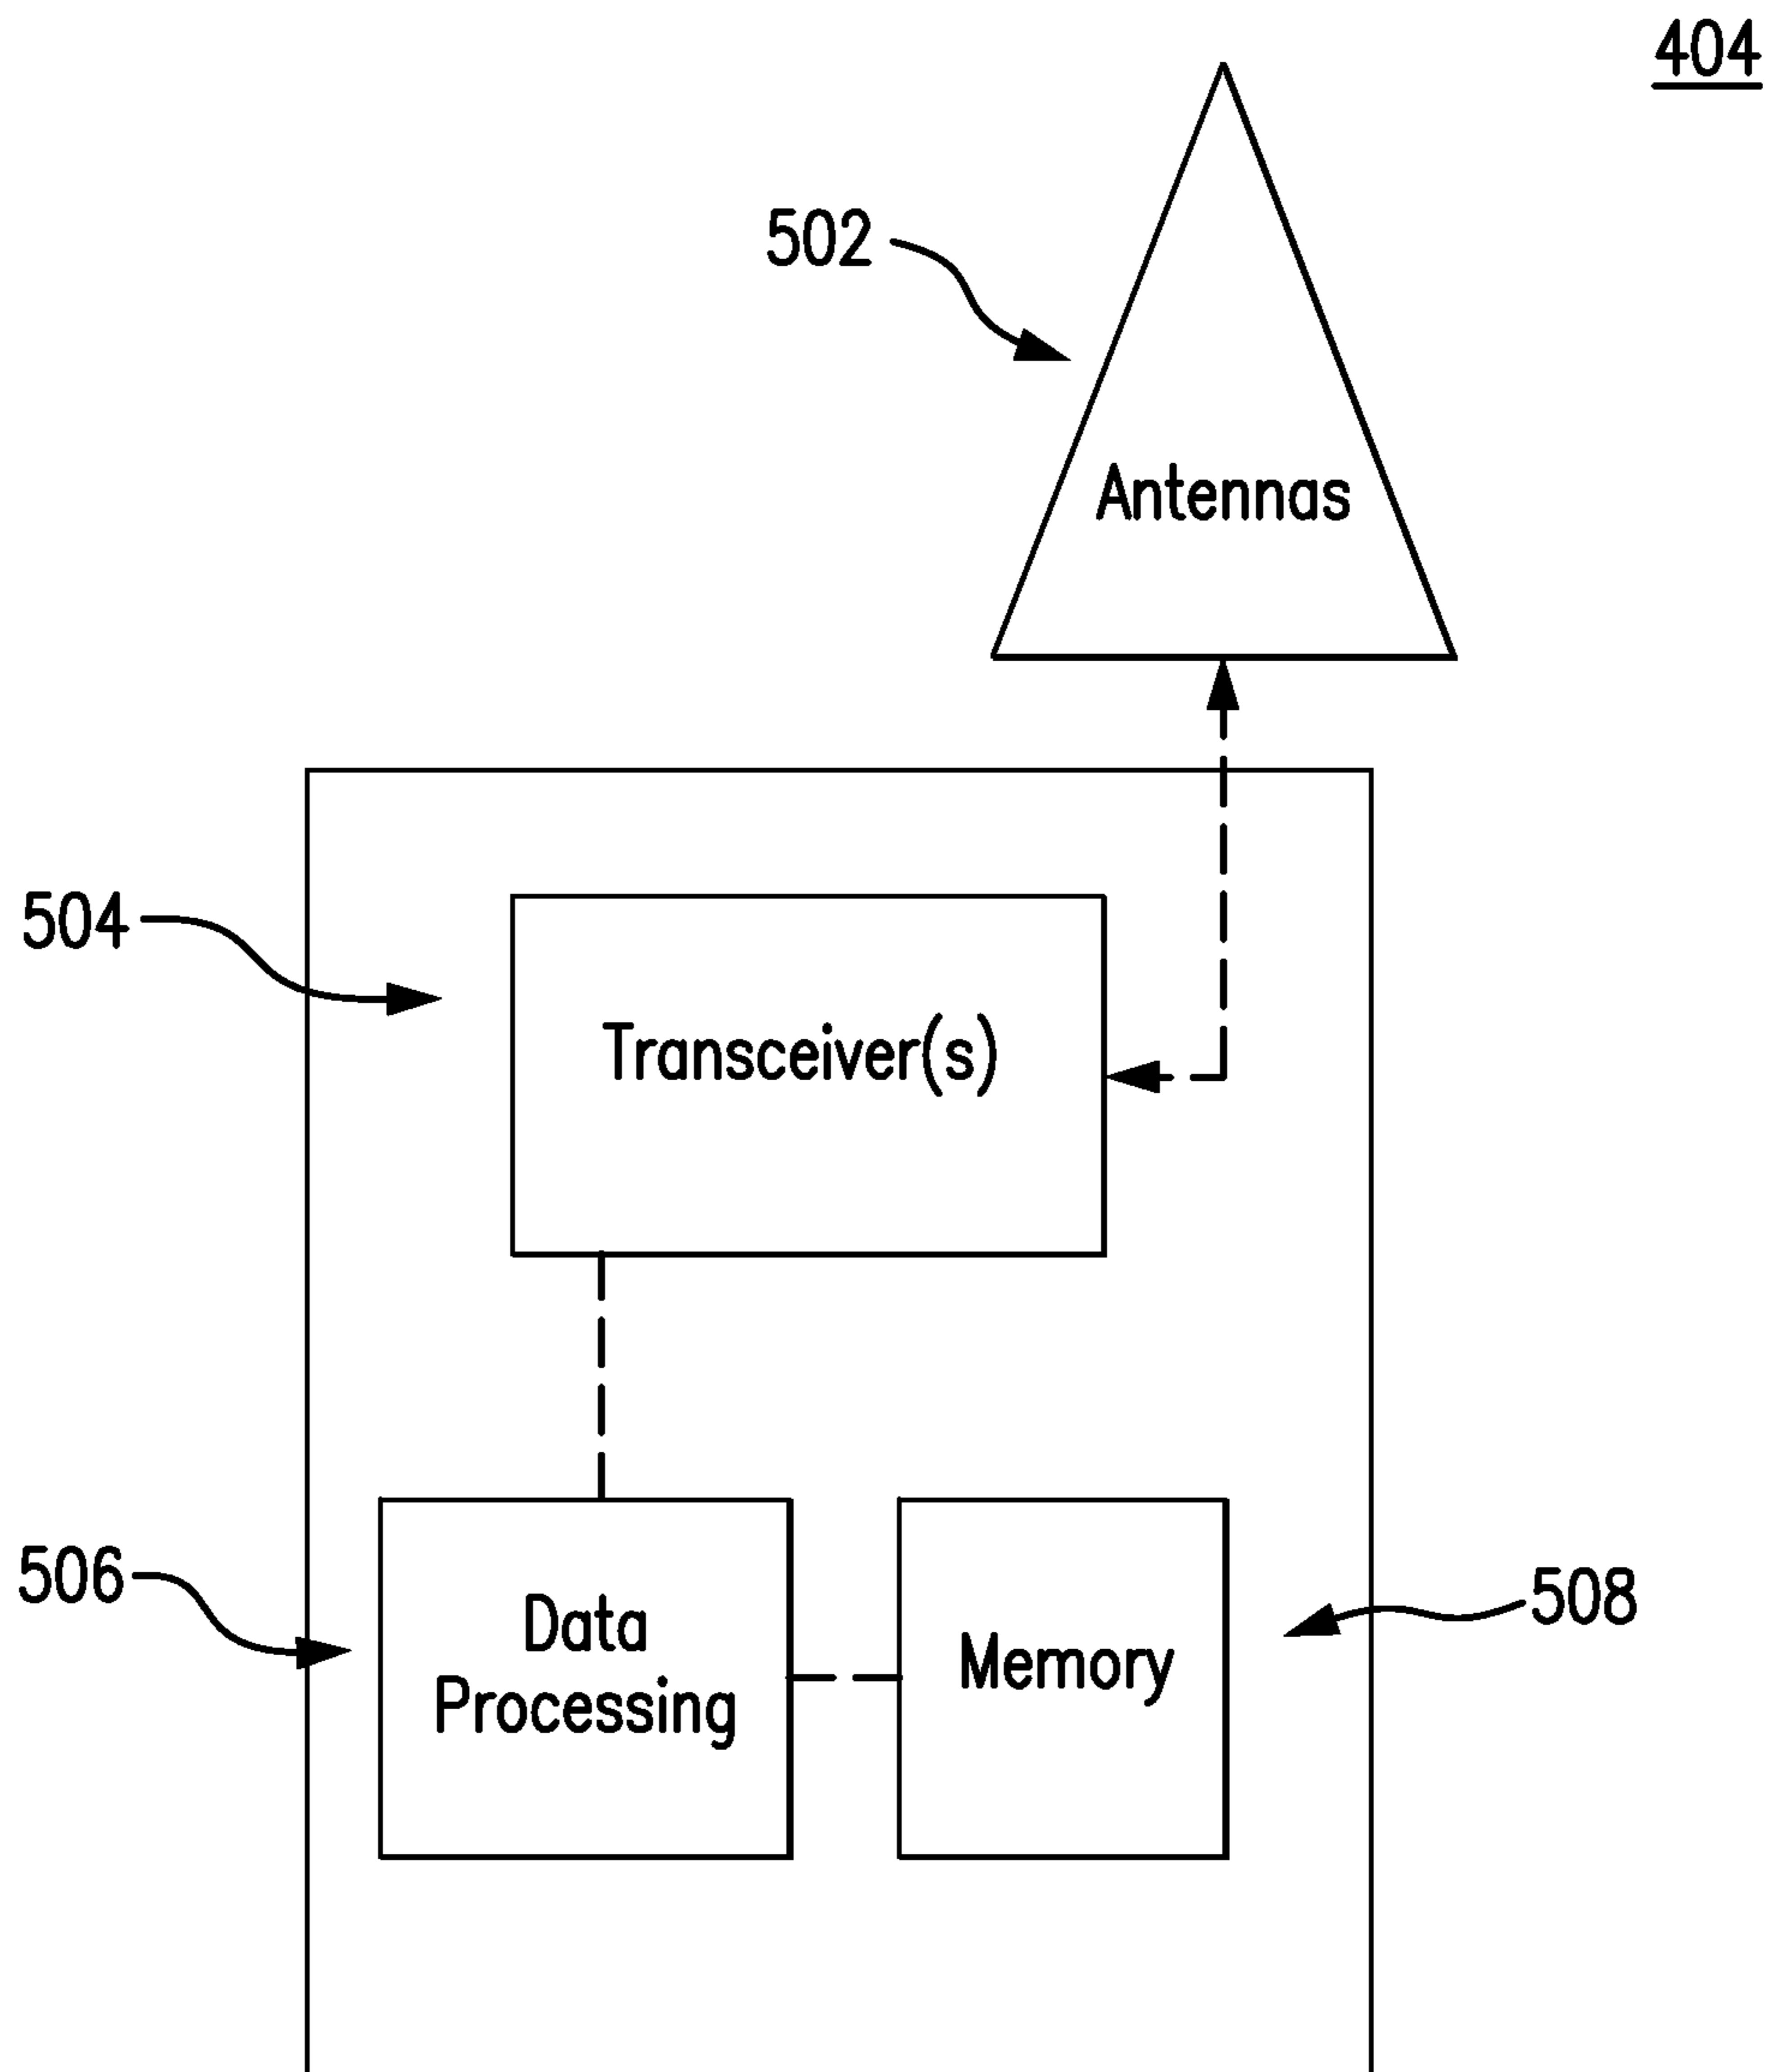 404
502
Antennas
504
Transceiver(s)
506
Data
Processing
Memory
508